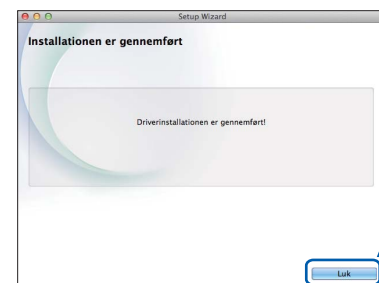 Setup Wizard
Installationen er gennemført
Driverinstallationen er gennemført!
Luk